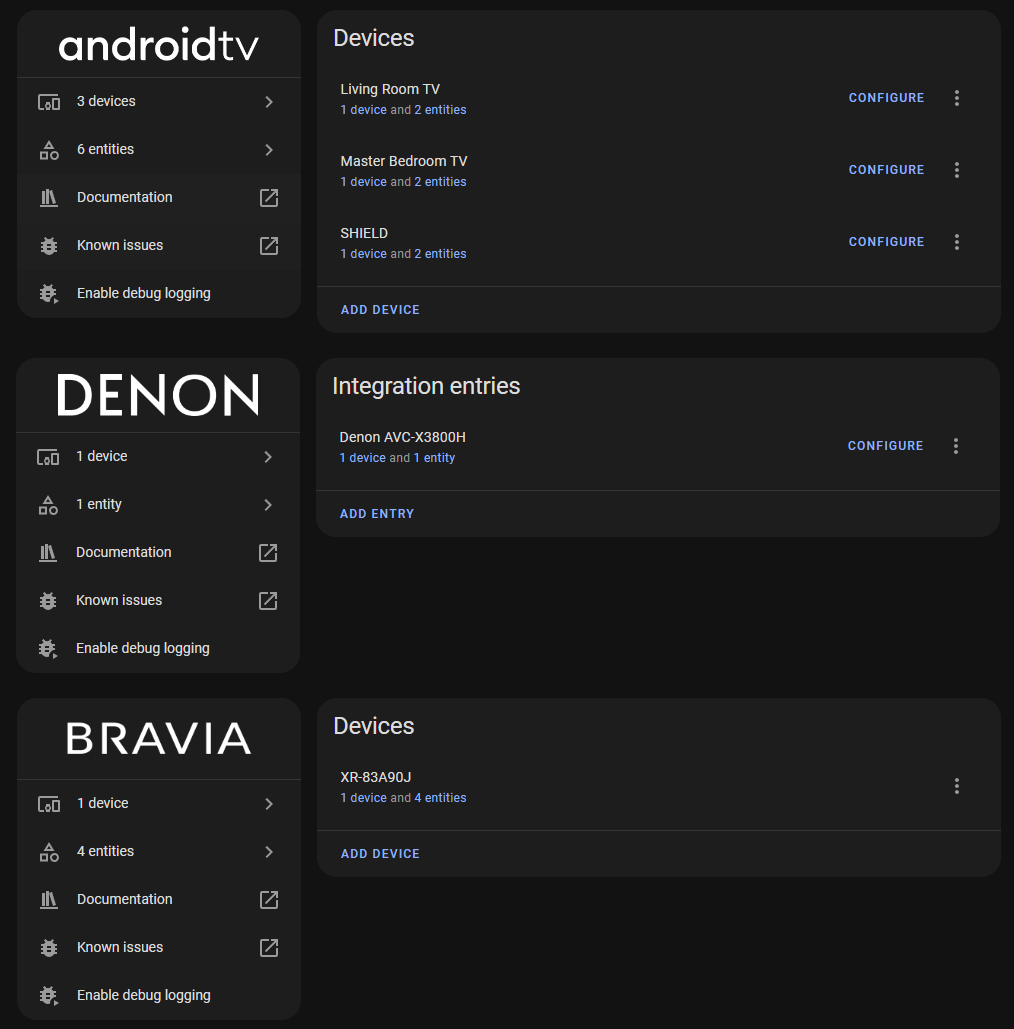 androidtv
3 devices
6 entities
Documentation
Known issues
Enable debug logging
Devices
Living Room TV
CONFIGURE
1 device and 2 entities
Master Bedroom TV
CONFIGURE
1 device and 2 entities
SHIELD
CONFIGURE
1 device and 2 entities
ADD DEVICE
DENON
1 device
1 entity
Documentation
Known issues
Enable debug logging
Integration entries
Denon AVC-X3800H
CONFIGURE
1 device and 1 entity
ADD ENTRY
BRAVIA
1 device
4 entities
Documentation
Known issues
Enable debug logging
Devices
XR-83A90J
1 device and 4 entities
ADD DEVICE